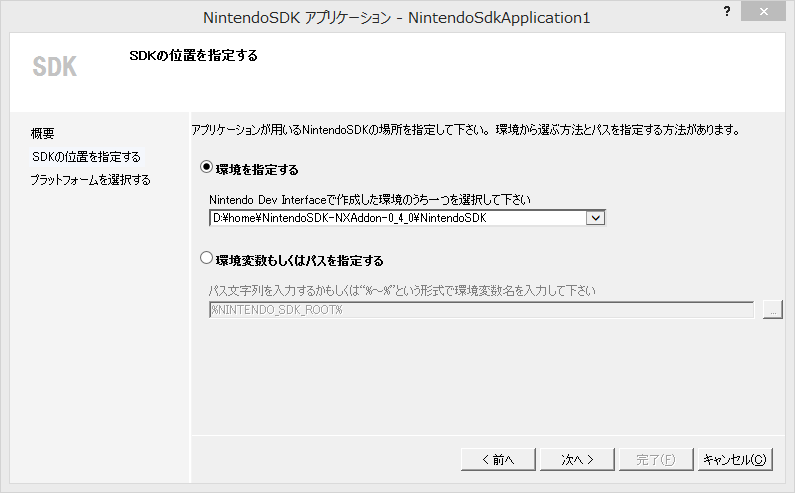 NintendoSDK アプリケーション - NintendoSdkApplication1
? ×
SDK
SDKの位置を指定する
概要
SDKの位置を指定する
プラットフォームを選択する
アプリケーションが用いるNintendoSDKの場所を指定して下さい。環境から選ぶ方法とパスを指定する方法があります。
環境を指定する
Nintendo Dev Interfaceで作成した環境のうち一つを選択して下さい
D:¥home¥NintendoSDK-NXAddon-0_4_0¥NintendoSDK
環境変数もしくはパスを指定する
パス文字列を入力するかもしくは“%～%”という形式で環境変数名を入力して下さい
%NINTENDO_SDK_ROOT%
...
< 前へ
次へ >
完了(F)
キャンセル(C)